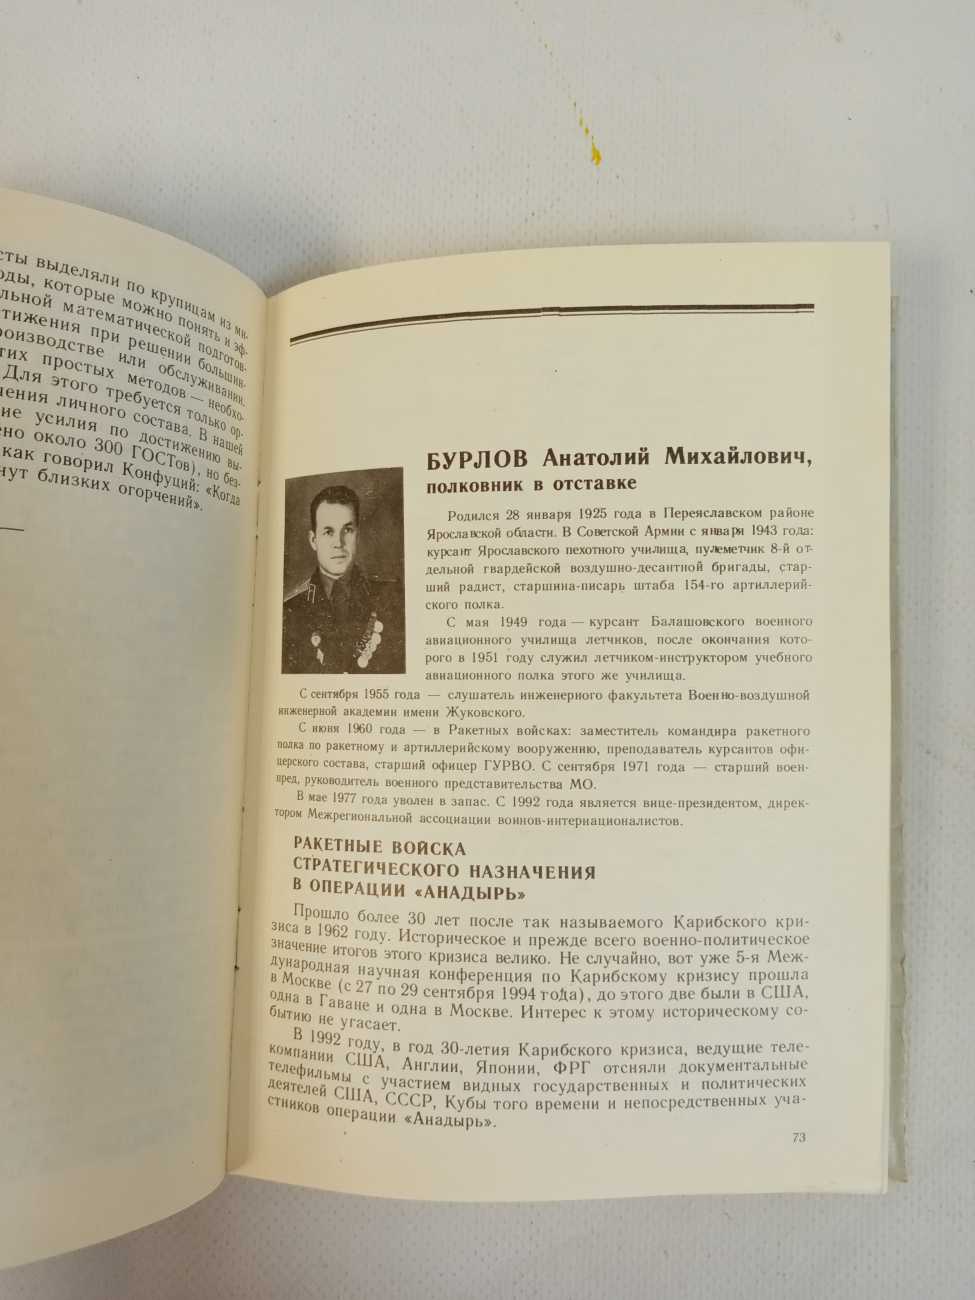 сты выделяли по крупицам из ми-
оды, которые можно понять и эф-
льной математической подготов-
тижения при решении большин-
роизводстве или обслуживании.
тих простых методов — необхо-
Для этого требуется только ор-
чения личного состава. В нашей
ие усилия по достижению вы-
ено около 300 ГОСТов), но без-
как говорил Конфуций: «Когда
нут близких огорчений».
БУРЛОВ Анатолий Михайлович,
полковник в отставке
Родился 28 января 1925 года в Переяславском районе
Ярославской области. В Советской Армии с января 1943 года:
курсант Ярославского пехотного училища, пулеметчик 8-й от-
дельной гвардейской воздушно-десантной бригады, стар-
ший радист, старшина-писарь штаба 154-го артиллерий-
ского полка.
С мая 1949 года — курсант Балашовского военного
авиационного училища летчиков, после окончания кото-
рого в 1951 году служил летчиком-инструктором учебного
авиационного полка этого же училища.
С сентября 1955 года — слушатель инженерного факультета Военно-воздушной
инженерной академии имени Жуковского.
С июня 1960 года — в Ракетных войсках: заместитель командира ракетного
полка по ракетному и артиллерийскому вооружению, преподаватель курсантов офи-
церского состава, старший офицер ГУРВО. С сентября 1971 года — старший воен-
пред, руководитель военного представительства МО.
В мае 1977 года уволен в запас. С 1992 года является вице-президентом, дирек-
тором Межрегиональной ассоциации воинов-интернационалистов.
РАКЕТНЫЕ ВОЙСКА
СТРАТЕГИЧЕСКОГО НАЗНАЧЕНИЯ
В ОПЕРАЦИИ «АНАДЫРЬ»
Прошло более 30 лет после так называемого Карибского кри-
зиса в 1962 году. Историческое и прежде всего военно-политическое
значение итогов этого кризиса велико. Не случайно, вот уже 5-я Меж-
дународная научная конференция по Карибскому кризису прошла
в Москве (с 27 по 29 сентября 1994 года), до этого две были в США,
одна в Гаване и одна в Москве. Интерес к этому историческому со-
бытию не угасает.
В 1992 году, в год 30-летия Карибского кризиса, ведущие теле-
компании США, Англии, Японии, ФРГ отсняли документальные
телефильмы с участием видных государственных и политических
деятелей США, СССР, Кубы того времени и непосредственных уча-
стников операции «Анадырь».
73